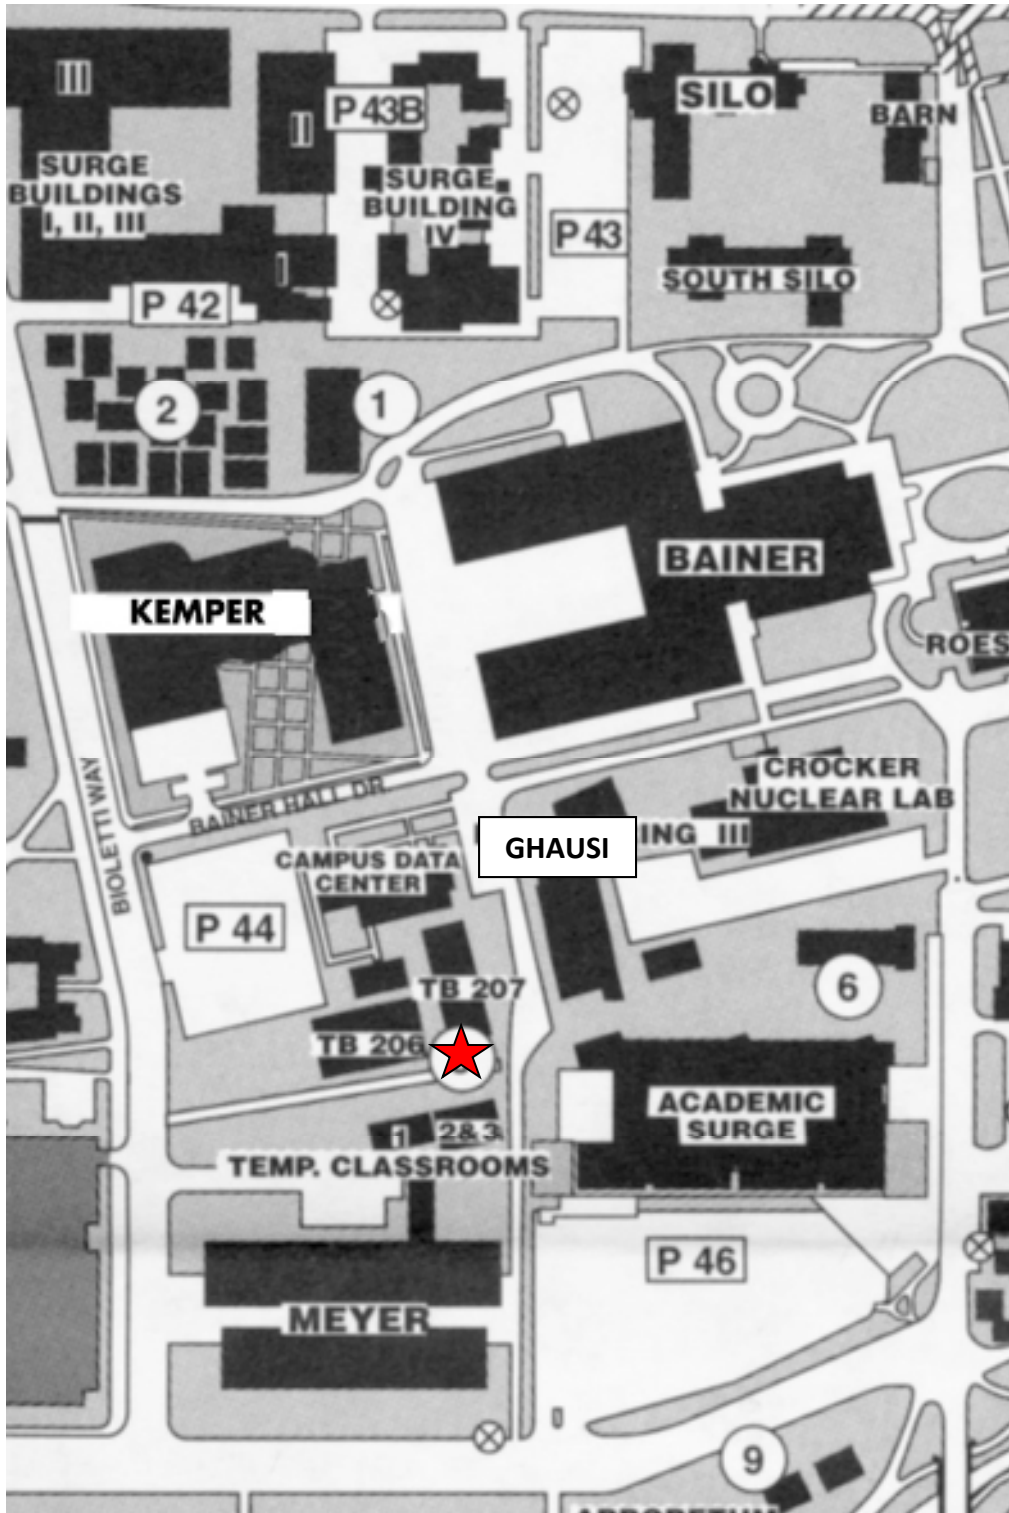 III
II
P 43B
SILO
BARN
SURGE
BUILDINGS
I, II, III
SURGE
BUILDING
IV
P 43
I
SOUTH SILO
P 42
2
1
BAINER
KEMPER
BIOLETTI WAY
BAINER HALL DR.
CROCKER
NUCLEAR LAB
GHAUSI
ING III
CAMPUS DATA
CENTER
P 44
TB 207
6
TB 206
ACADEMIC
SURGE
1
2&3
TEMP. CLASSROOMS
P 46
MEYER
9